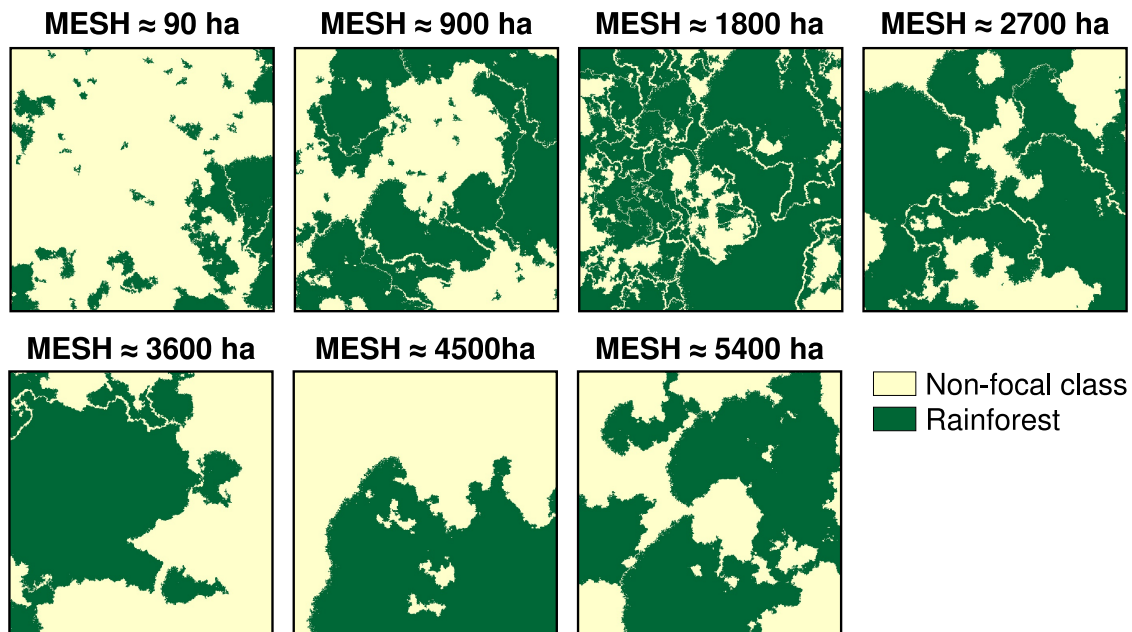 MESH ≈ 90 ha
MESH ≈ 900 ha
MESH ≈ 1800 ha
MESH ≈ 2700 ha
MESH ≈ 3600 ha
MESH ≈ 4500ha
MESH ≈ 5400 ha
Non-focal class
Rainforest